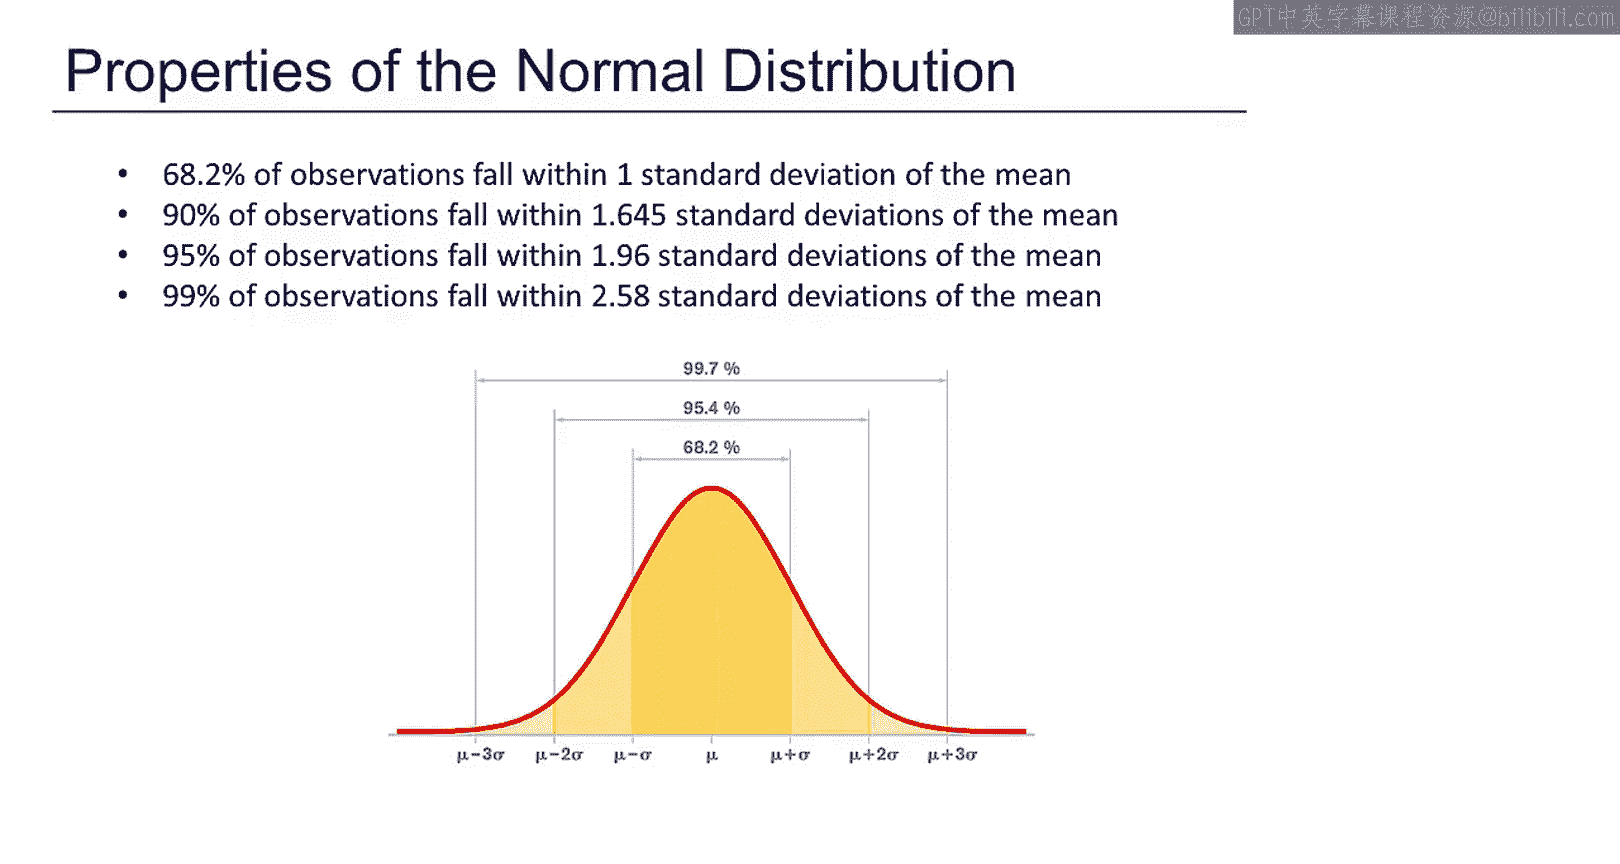 GPT中英字幕课程资源@bilibili.com
Properties of the Normal Distribution
• 68.2% of observations fall within 1 standard deviation of the mean
• 90% of observations fall within 1.645 standard deviations of the mean
• 95% of observations fall within 1.96 standard deviations of the mean
• 99% of observations fall within 2.58 standard deviations of the mean
99.7 %
95.4 %
68.2 %
μ−3σ μ−2σ μ−σ μ μ+σ μ+2σ μ+3σ